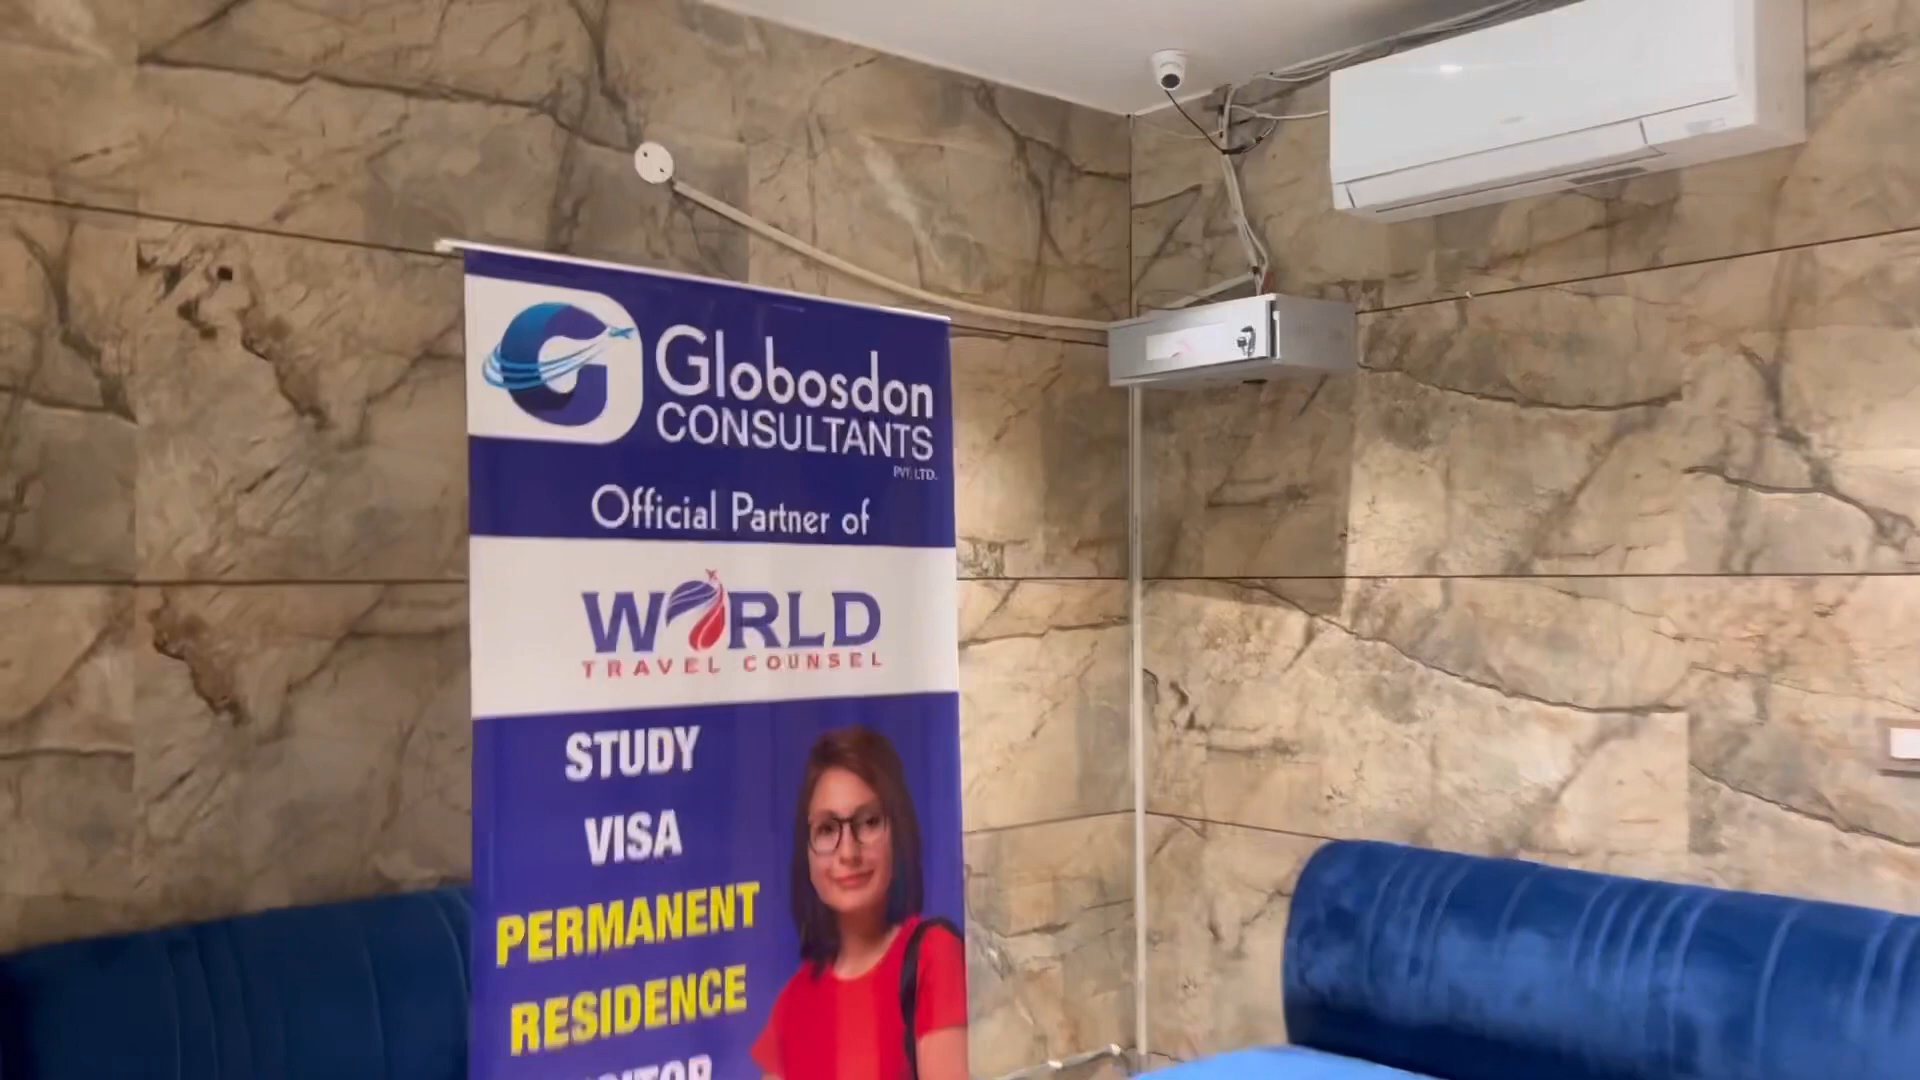 Globosdon
CONSULTANTS
PVT. LTD.
Official Partner of
WORLD
TRAVEL COUNSEL
STUDY
VISA
PERMANENT
RESIDENCE